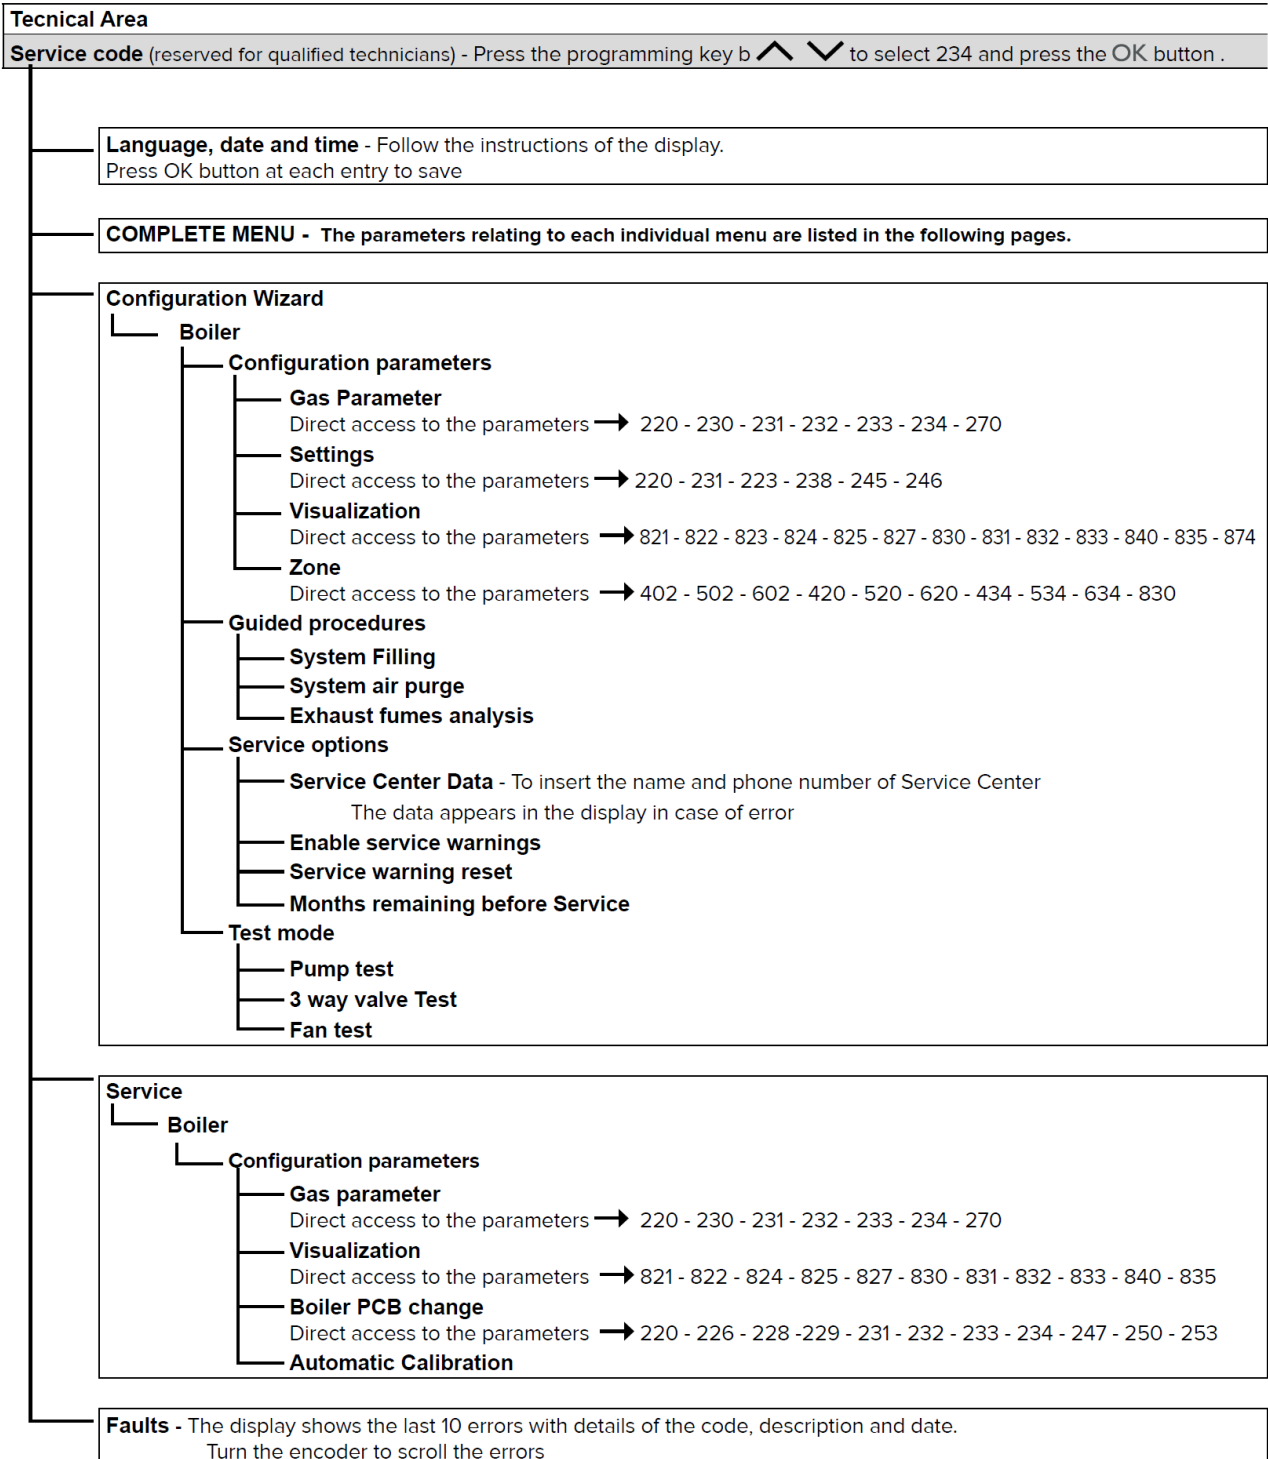 Tecnical Area
Service code (reserved for qualified technicians) - Press the programming key b to select 234 and press the OK button .
Language, date and time - Follow the instructions of the display.
Press OK button at each entry to save
COMPLETE MENU - The parameters relating to each individual menu are listed in the following pages.
Configuration Wizard
Boiler
Configuration parameters
Gas Parameter
Direct access to the parameters → 220 - 230 - 231 - 232 - 233 - 234 - 270
Settings
Direct access to the parameters → 220 - 231 - 223 - 238 - 245 - 246
Visualization
Direct access to the parameters → 821 - 822 - 823 - 824 - 825 - 827 - 830 - 831 - 832 - 833 - 840 - 835 - 874
Zone
Direct access to the parameters → 402 - 502 - 602 - 420 - 520 - 620 - 434 - 534 - 634 - 830
Guided procedures
System Filling
System air purge
Exhaust fumes analysis
Service options
Service Center Data - To insert the name and phone number of Service Center
The data appears in the display in case of error
Enable service warnings
Service warning reset
Months remaining before Service
Test mode
Pump test
3 way valve Test
Fan test
Service
Boiler
Configuration parameters
Gas parameter
Direct access to the parameters → 220 - 230 - 231 - 232 - 233 - 234 - 270
Visualization
Direct access to the parameters → 821 - 822 - 824 - 825 - 827 - 830 - 831 - 832 - 833 - 840 - 835
Boiler PCB change
Direct access to the parameters → 220 - 226 - 228 -229 - 231 - 232 - 233 - 234 - 247 - 250 - 253
Automatic Calibration
Faults - The display shows the last 10 errors with details of the code, description and date.
Turn the encoder to scroll the errors